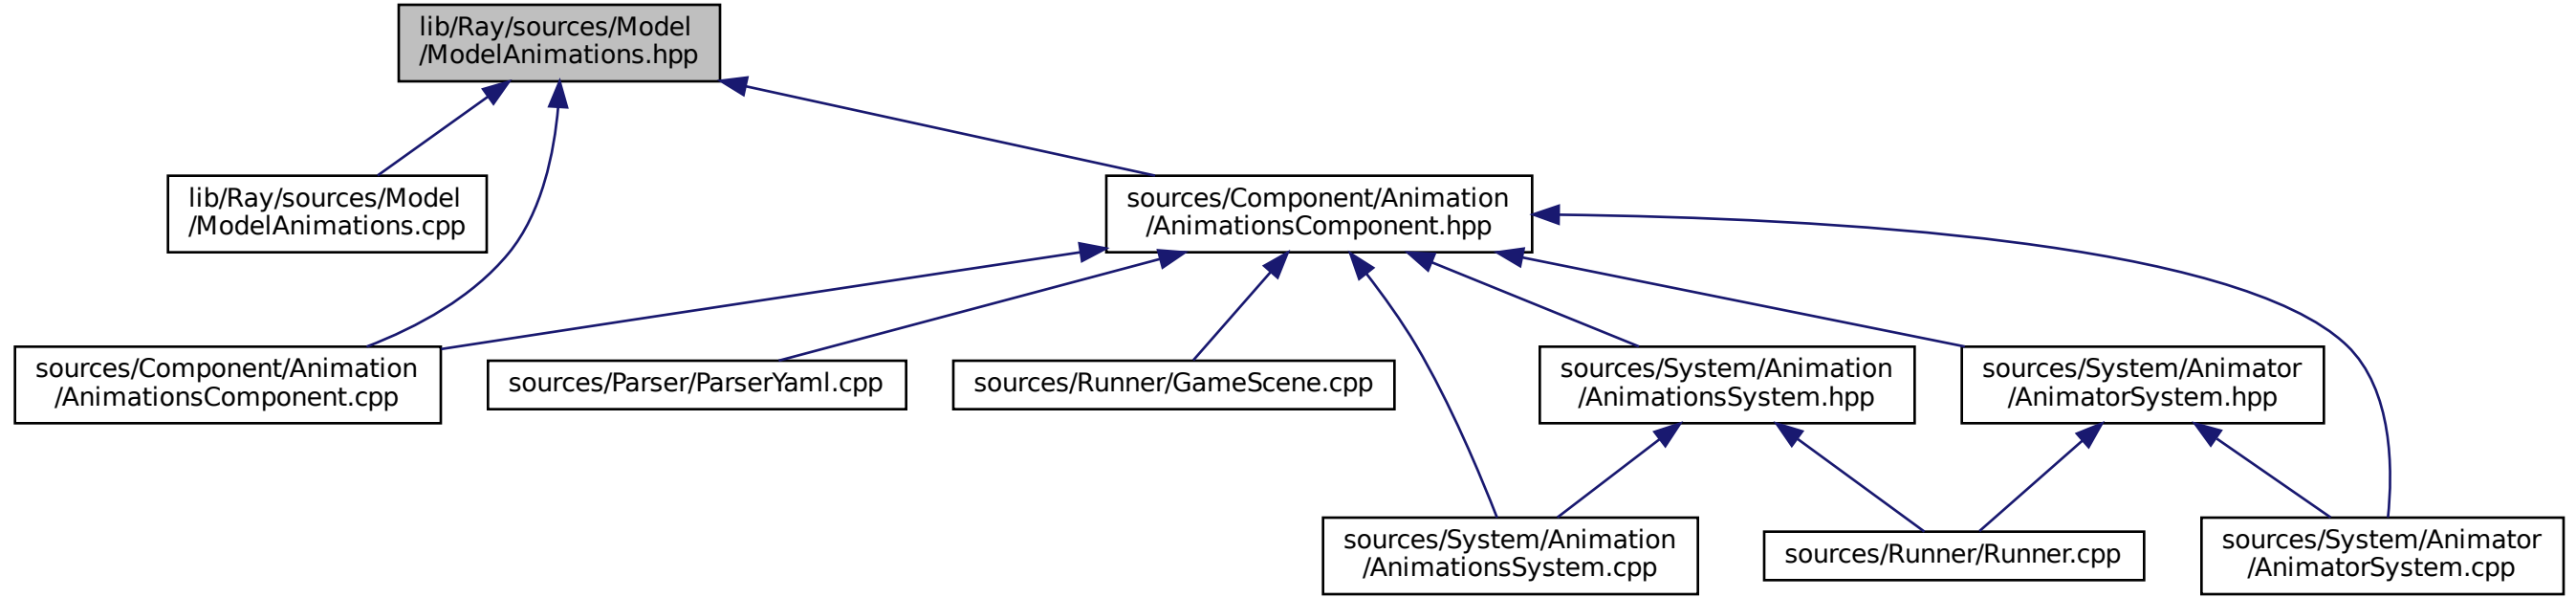 lib/Ray/sources/Model
/ModelAnimations.hpp
lib/Ray/sources/Model
/ModelAnimations.cpp
sources/Component/Animation
/AnimationsComponent.hpp
sources/Component/Animation
/AnimationsComponent.cpp
sources/Parser/ParserYaml.cpp
sources/Runner/GameScene.cpp
sources/System/Animation
/AnimationsSystem.hpp
sources/System/Animator
/AnimatorSystem.hpp
sources/System/Animation
/AnimationsSystem.cpp
sources/Runner/Runner.cpp
sources/System/Animator
/AnimatorSystem.cpp